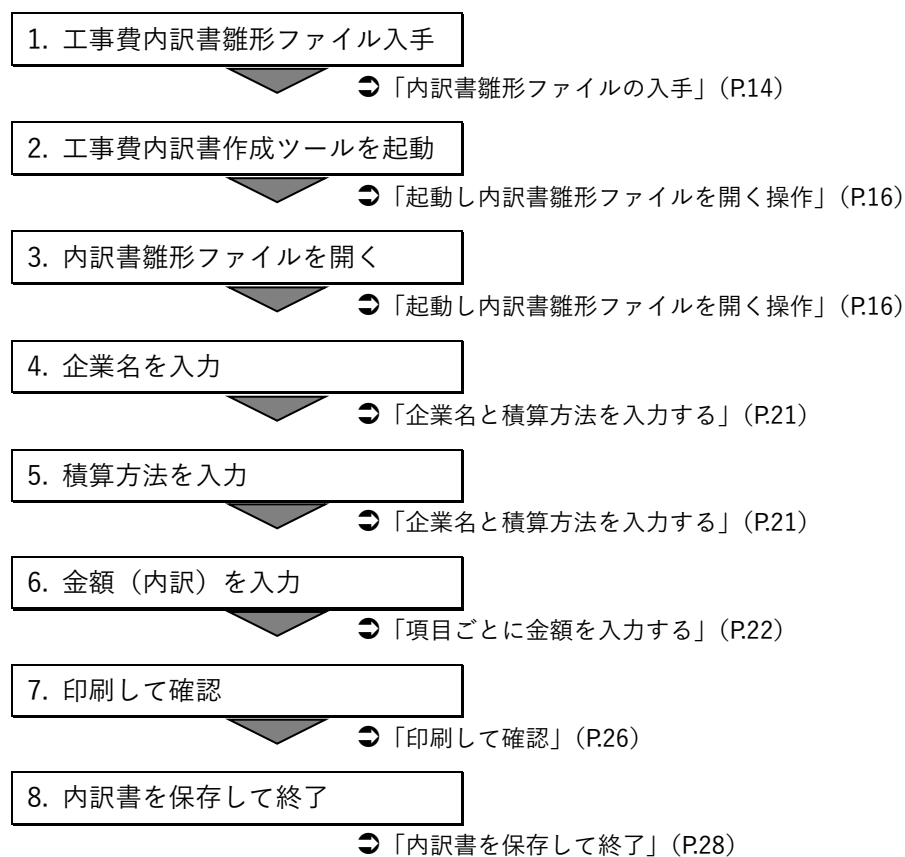 1. 工事費内訳書雛形ファイル入手
➲「内訳書雛形ファイルの入手」（P.14）
2. 工事費内訳書作成ツールを起動
➲「起動し内訳書雛形ファイルを開く操作」（P.16）
3. 内訳書雛形ファイルを開く
➲「起動し内訳書雛形ファイルを開く操作」（P.16）
4. 企業名を入力
➲「企業名と積算方法を入力する」（P.21）
5. 積算方法を入力
➲「企業名と積算方法を入力する」（P.21）
6. 金額（内訳）を入力
➲「項目ごとに金額を入力する」（P.22）
7. 印刷して確認
➲「印刷して確認」（P.26）
8. 内訳書を保存して終了
➲「内訳書を保存して終了」（P.28）